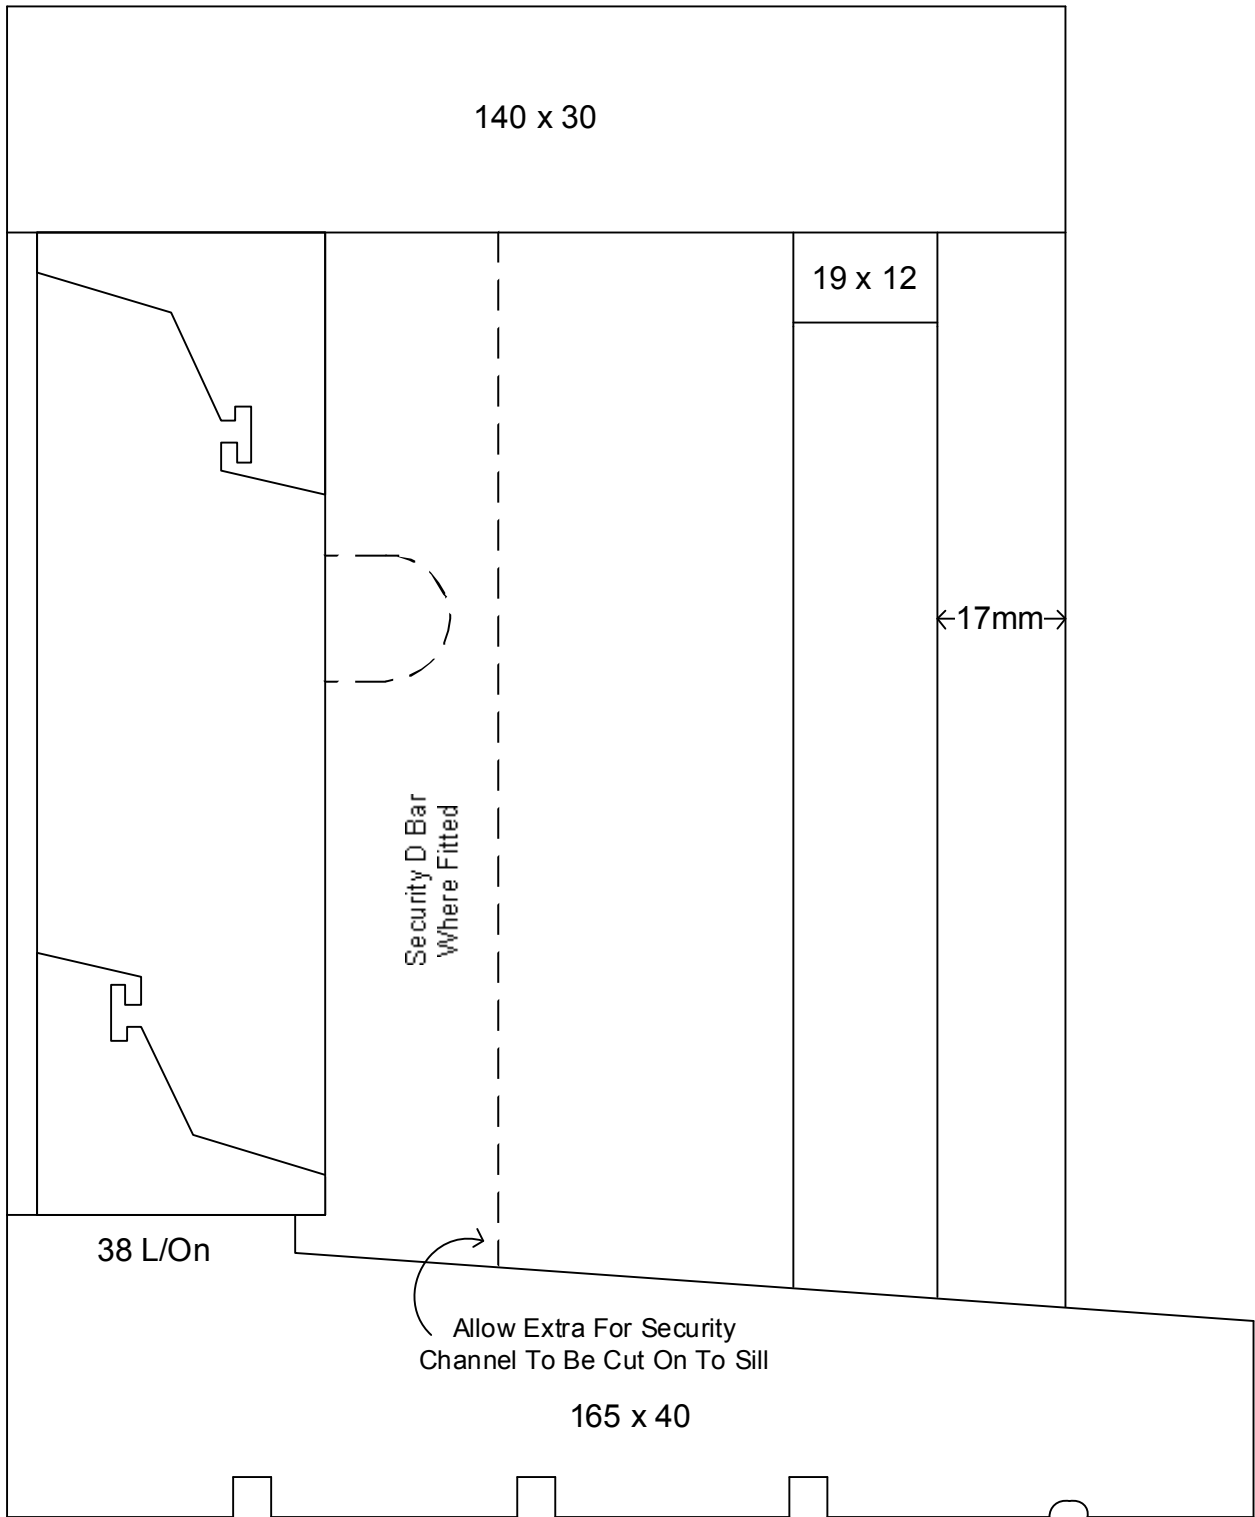 140 x 30
19 x 12
17mm
Security D Bar
Where Fitted
38 L/On
Allow Extra For Security
Channel To Be Cut On To Sill
165 x 40